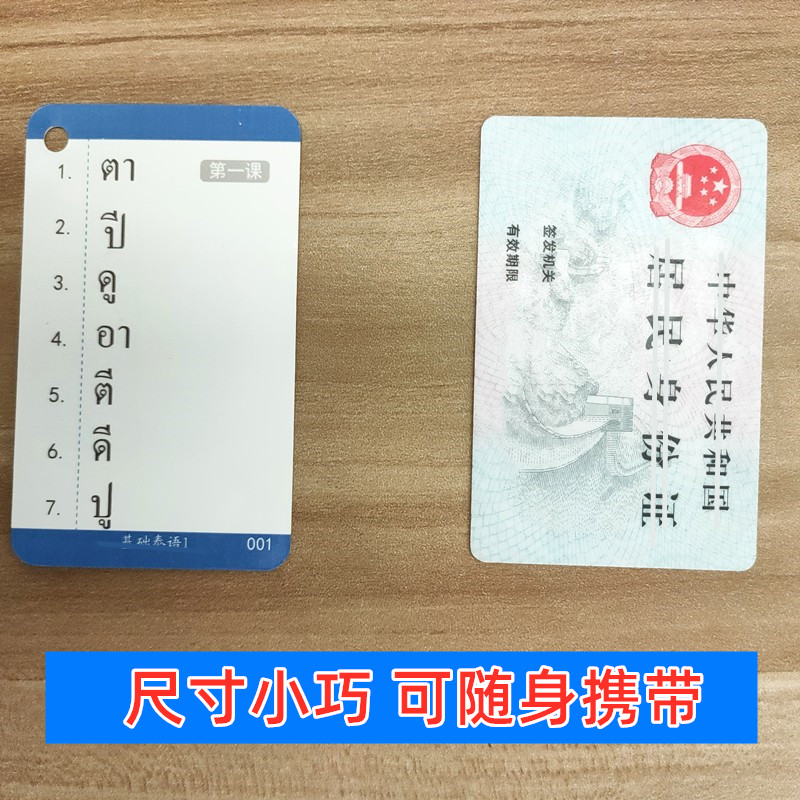 第一课
1. ตา
2. ปี
3. ดู
4. อา
5. ตี
6. ดี
7. ปู
基础泰语1 001
中华人民共和国
居民身份证
签发机关
有效期限
尺寸小巧 可随身携带